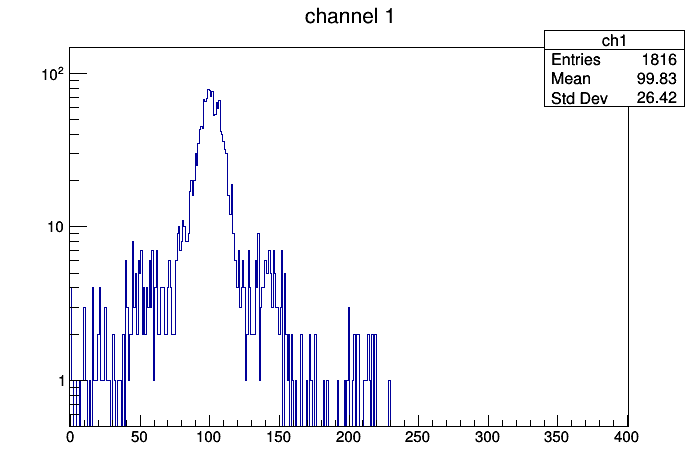 channel 1
ch1
Entries 1816
Mean 99.83
Std Dev 26.42
10²
10
1
0 50 100 150 200 250 300 350 400